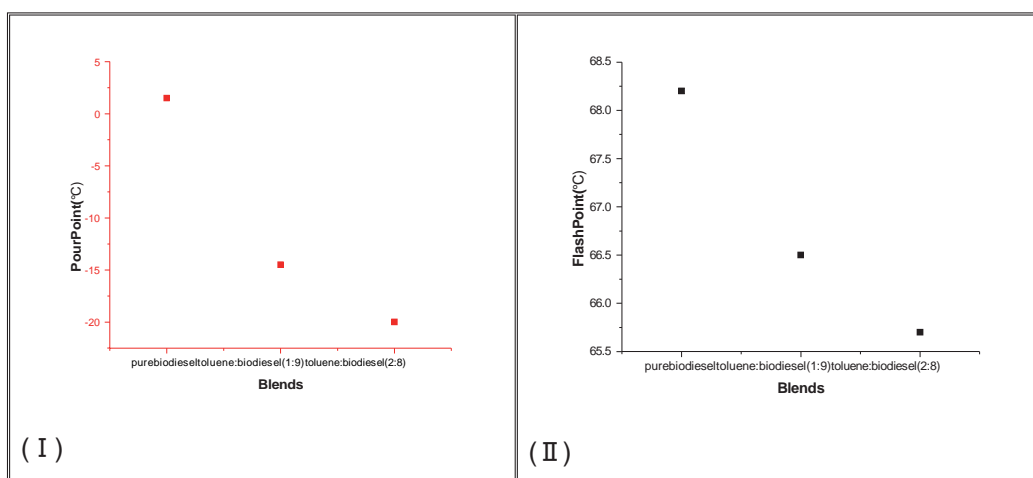 5
0
-5
-10
-15
-20
PourPoint(°C)
purebiodieseltoluene:biodiesel(1:9)toluene:biodiesel(2:8)
Blends
(Ⅰ)
68.5
68.0
67.5
67.0
66.5
66.0
65.5
FlashPoint(°C)
purebiodieseltoluene:biodiesel(1:9)toluene:biodiesel(2:8)
Blends
(Ⅱ)